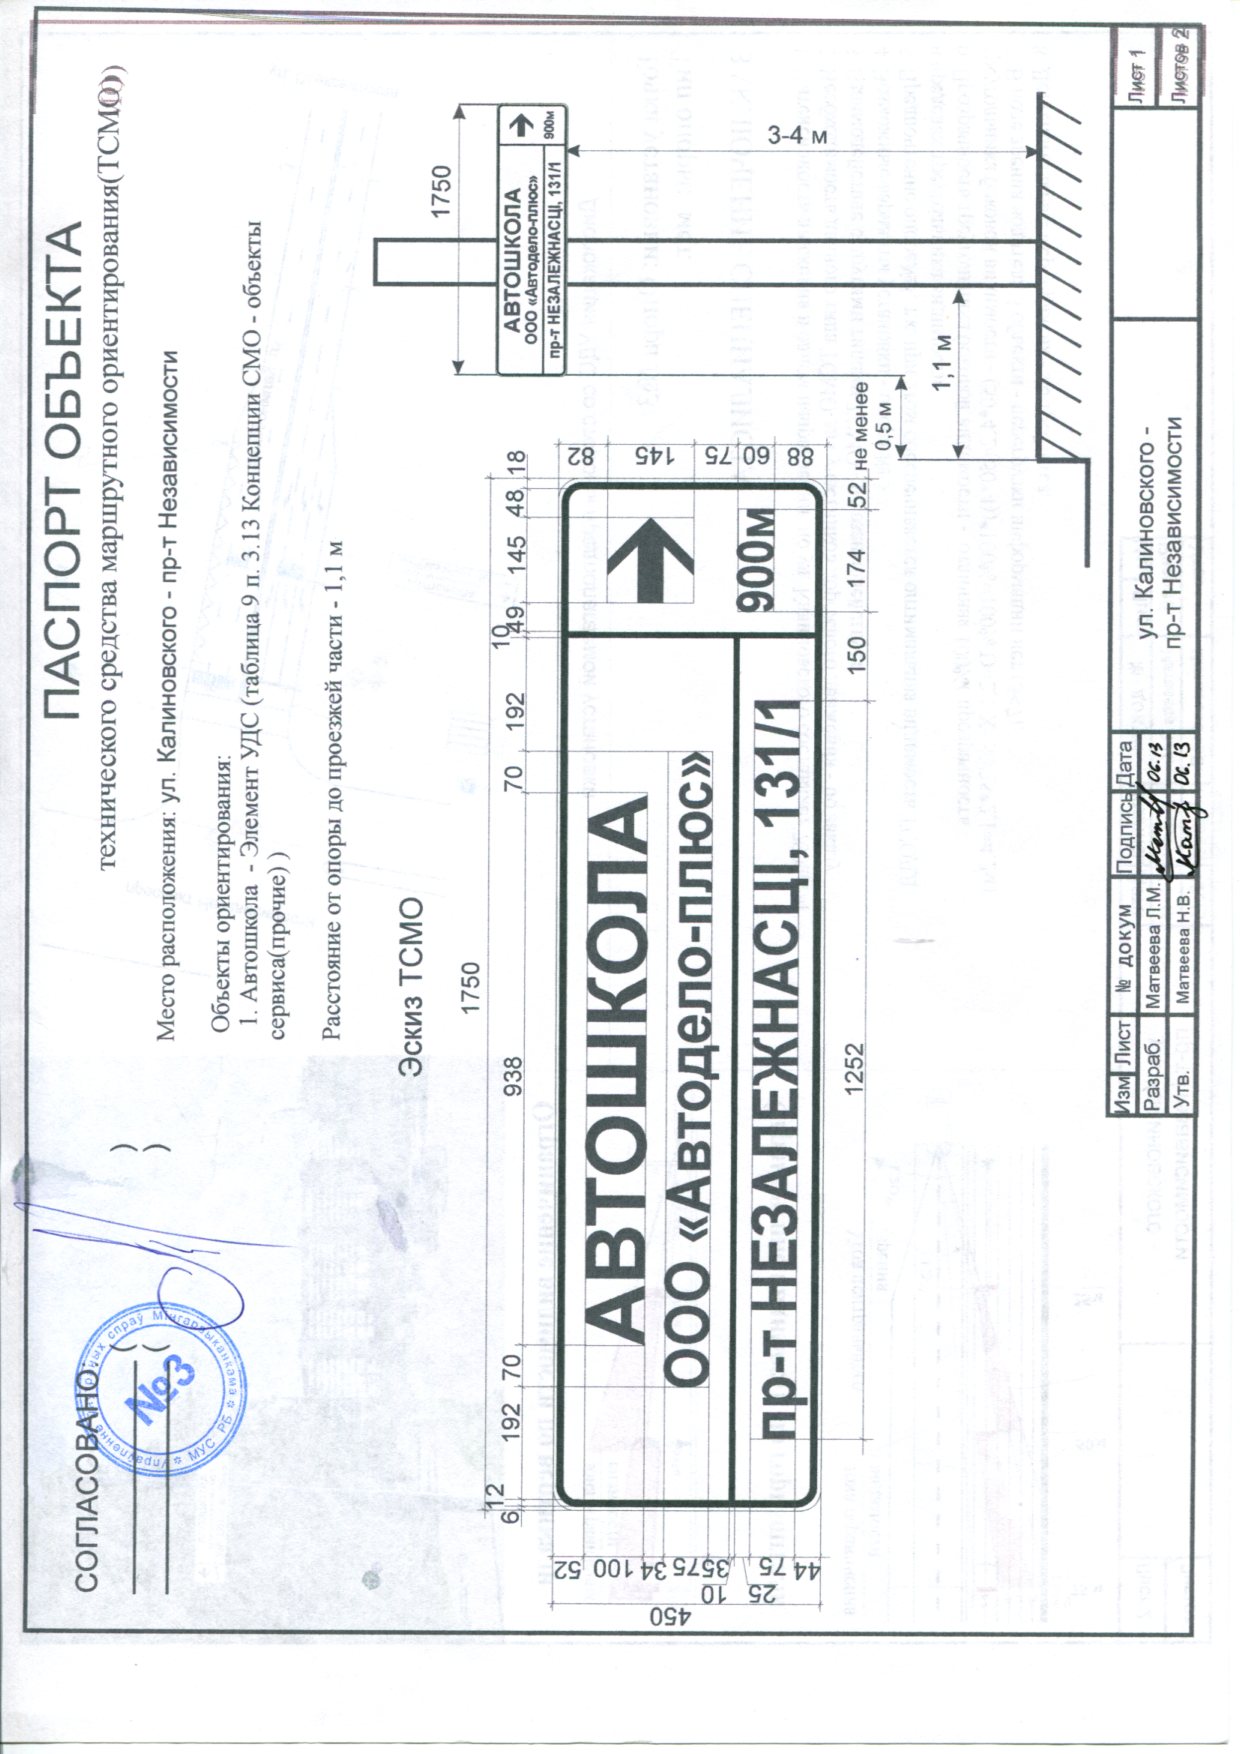 СОГЛАСОВАНО:
( )
( )
№3
Упраўленне унутраных спраў Мінгарвыканкама
МУС РБ
ПАСПОРТ ОБЪЕКТА
технического средства маршрутного ориентирования(ТСМО)
Место расположения: ул. Калиновского - пр-т Независимости
Объекты ориентирования:
1. Автошкола - Элемент УДС (таблица 9 п. 3.13 Концепции СМО - объекты
сервиса(прочие) )
Расстояние от опоры до проезжей части - 1,1 м
Эскиз ТСМО
1750
6 12 192 70 938 70 192 10 49 145 48 18
АВТОШКОЛА
ООО «Автодело-плюс»
пр-т НЕЗАЛЕЖНАСЦІ, 131/1
900м
450
52 100 34 75 35 10 25 75 44
82 145 75 60 88
1252 150 174 52
1750
АВТОШКОЛА
ООО «Автодело-плюс»
пр-т НЕЗАЛЕЖНАСЦІ, 131/1
900м
3-4 м
не менее
0,5 м
1,1 м
Изм Лист № докум Подпись Дата
Разраб. Матвеева Л.М. 06.13
Утв. Матвеева Н.В. 06.13
ул. Калиновского -
пр-т Независимости
Лист 1
Листов 2